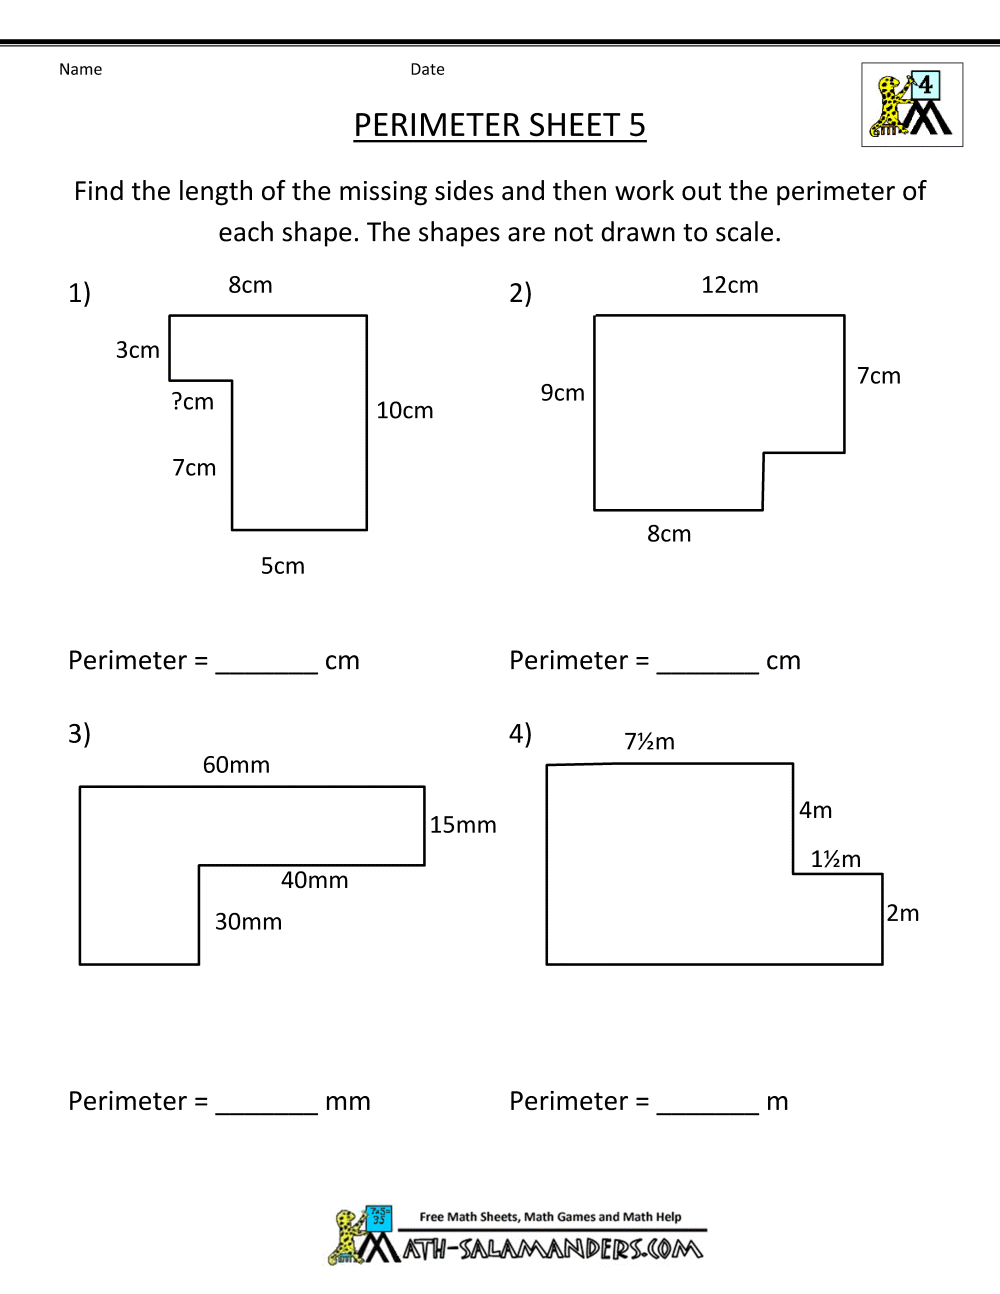 Name Date
4
PERIMETER SHEET 5
Find the length of the missing sides and then work out the perimeter of
each shape. The shapes are not drawn to scale.
1)
8cm
3cm
?cm
10cm
7cm
5cm
Perimeter = _______ cm
2)
12cm
9cm
7cm
8cm
Perimeter = _______ cm
3)
60mm
15mm
40mm
30mm
Perimeter = _______ mm
4)
7½m
4m
1½m
2m
Perimeter = _______ m
7x5=
35
Free Math Sheets, Math Games and Math Help
MATH-SALAMANDERS.COM